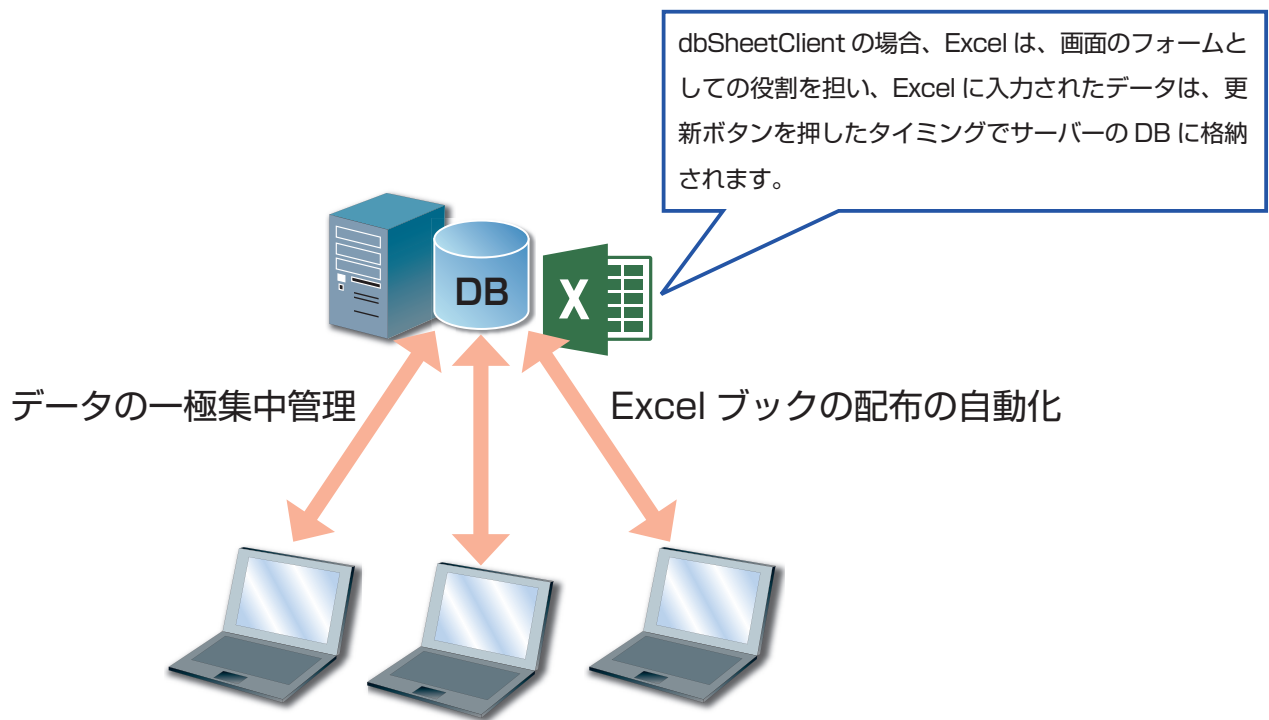 dbSheetClient の場合、Excel は、画面のフォームと
しての役割を担い、Excel に入力されたデータは、更
新ボタンを押したタイミングでサーバーの DB に格納
されます。
DB
X
データの一極集中管理
Excel ブックの配布の自動化